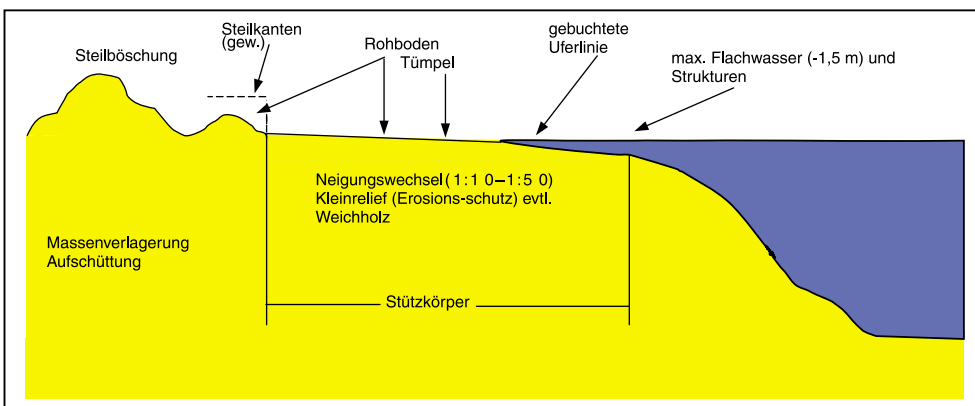 Steilkanten
(gew.)
Steilböschung
Rohboden
Tümpel
gebuchtete
Uferlinie
max. Flachwasser (-1,5 m) und
Strukturen
Neigungswechsel (1:1 0–1:5 0)
Kleinrelief (Erosions-schutz) evtl.
Weichholz
Massenverlagerung
Aufschüttung
Stützkörper